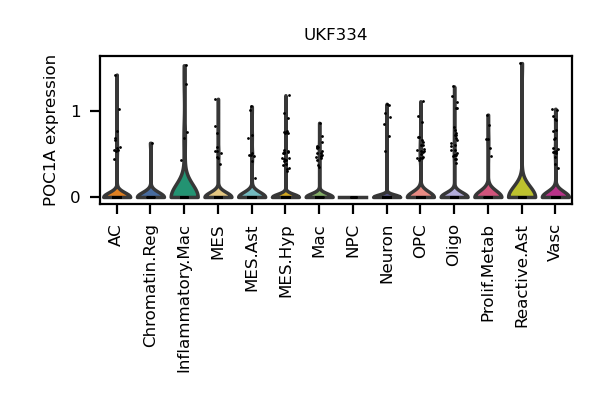 UKF334
POC1A expression
1
0
AC
Chromatin.Reg
Inflammatory.Mac
MES
MES.Ast
MES.Hyp
Mac
NPC
Neuron
OPC
Oligo
Prolif.Metab
Reactive.Ast
Vasc